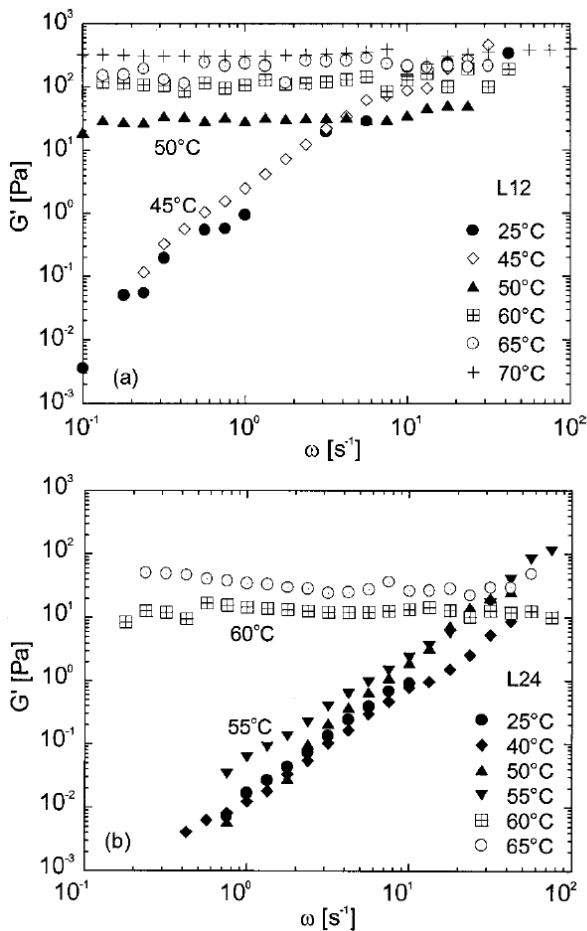 10³
10²
10¹
10⁰
10⁻¹
10⁻²
10⁻³
G' [Pa]
50°C
45°C
(a)
L12
25°C
45°C
50°C
60°C
65°C
70°C
10⁻¹
10⁰
10¹
10²
ω [s⁻¹]
10³
10²
10¹
10⁰
10⁻¹
10⁻²
10⁻³
G' [Pa]
60°C
55°C
(b)
L24
25°C
40°C
50°C
55°C
60°C
65°C
10⁻¹
10⁰
10¹
10²
ω [s⁻¹]